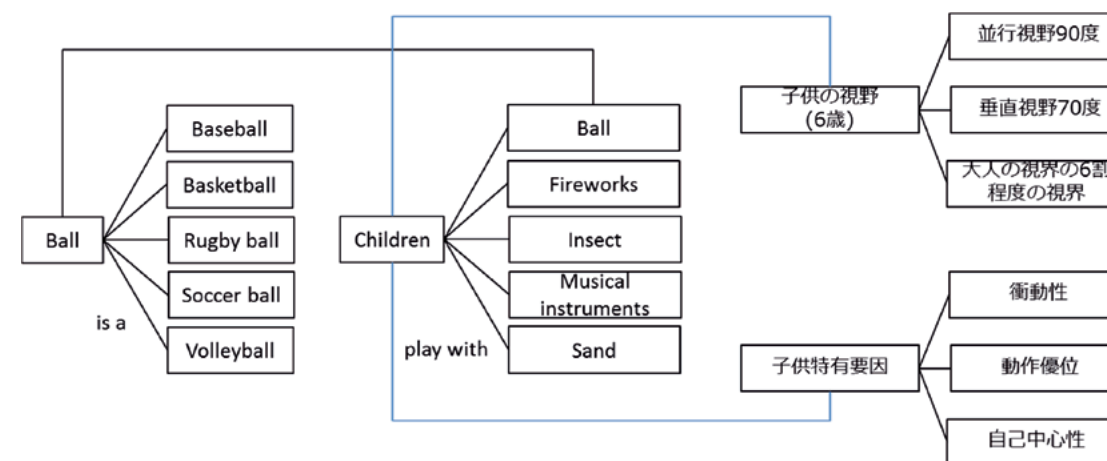 Ball
Baseball
Basketball
Rugby ball
Soccer ball
Volleyball
is a
Children
Ball
Fireworks
Insect
Musical
instruments
Sand
play with
子供の視野
(6歳)
並行視野90度
垂直視野70度
大人の視界の6割
程度の視界
子供特有要因
衝動性
動作優位
自己中心性